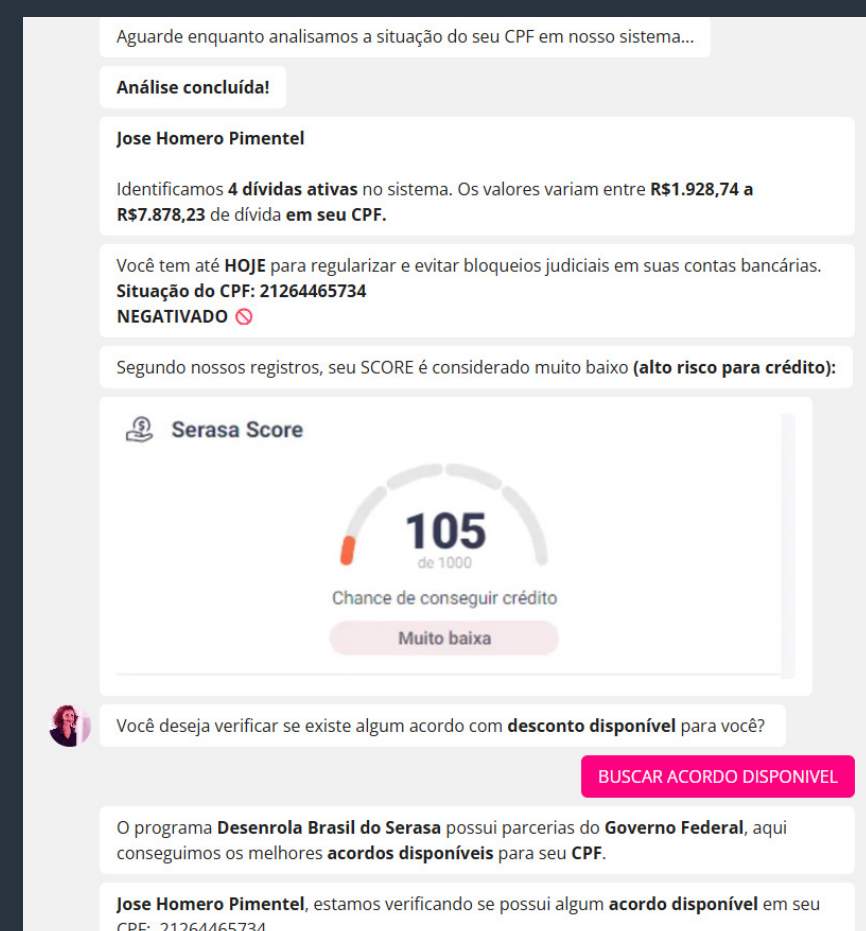 Aguarde enquanto analisamos a situação do seu CPF em nosso sistema...
Análise concluída!
Jose Homero Pimentel
Identificamos 4 dívidas ativas no sistema. Os valores variam entre R$1.928,74 a
R$7.878,23 de dívida em seu CPF.
Você tem até HOJE para regularizar e evitar bloqueios judiciais em suas contas bancárias.
Situação do CPF: 21264465734
NEGATIVADO 🚫
Segundo nossos registros, seu SCORE é considerado muito baixo (alto risco para crédito):
Serasa Score
105
de 1000
Chance de conseguir crédito
Muito baixa
Você deseja verificar se existe algum acordo com desconto disponível para você?
BUSCAR ACORDO DISPONIVEL
O programa Desenrola Brasil do Serasa possui parcerias do Governo Federal, aqui
conseguimos os melhores acordos disponíveis para seu CPF.
Jose Homero Pimentel, estamos verificando se possui algum acordo disponível em seu
CPF: 21264465734